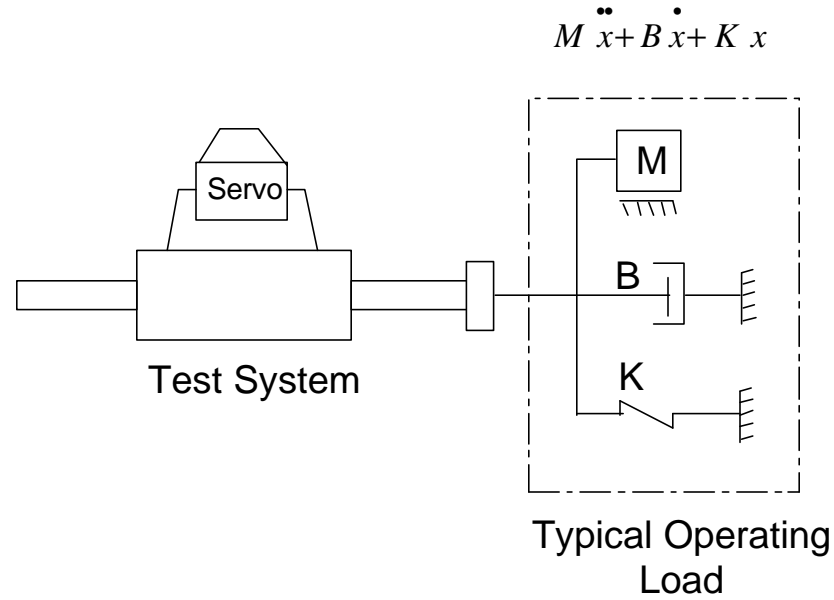 M ẍ + B ẋ + K x
Servo
M
B
K
Test System
Typical Operating
Load